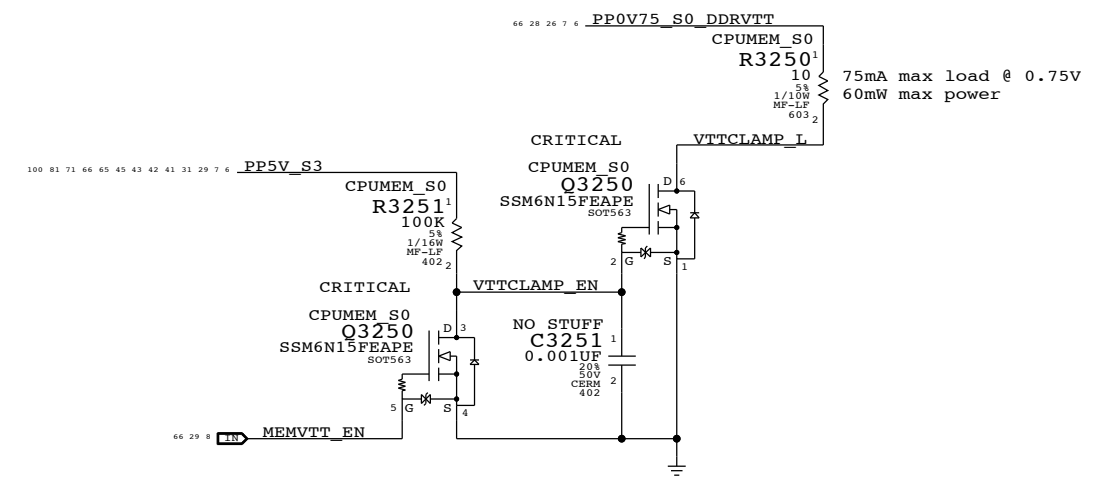 66 28 26 7 6 PP0V75_S0_DDRVTT
CPUMEM_S0
R3250 1
10
5%
1/10W
MF-LF
603 2
75mA max load @ 0.75V
60mW max power
VTTCLAMP_L
CRITICAL
CPUMEM_S0
Q3250
SSM6N15FEAPE
SOT563
D 6
2 G S 1
100 81 71 66 65 45 43 42 41 31 29 7 6 PP5V_S3
CPUMEM_S0
R3251 1
100K
5%
1/16W
MF-LF
402 2
VTTCLAMP_EN
CRITICAL
CPUMEM_S0
Q3250
SSM6N15FEAPE
SOT563
D 3
5 G S 4
NO STUFF
C3251 1
0.001UF
20%
50V
CERM
402
2
66 29 8 IN MEMVTT_EN